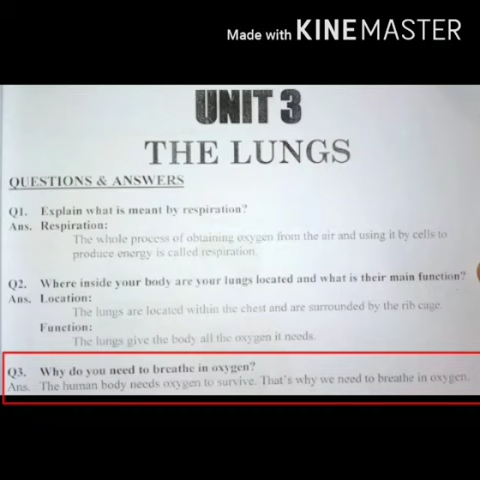 Made with KINEMASTER
UNIT 3
THE LUNGS
QUESTIONS & ANSWERS
Q1. Explain what is meant by respiration?
Ans. Respiration:
The whole process of obtaining oxygen from the air and using it by cells to
produce energy is called respiration.
Q2. Where inside your body are your lungs located and what is their main function?
Ans. Location:
The lungs are located within the chest and are surrounded by the rib cage.
Function:
The lungs give the body all the oxygen it needs.
Q3. Why do you need to breathe in oxygen?
Ans. The human body needs oxygen to survive. That's why we need to breathe in oxygen.